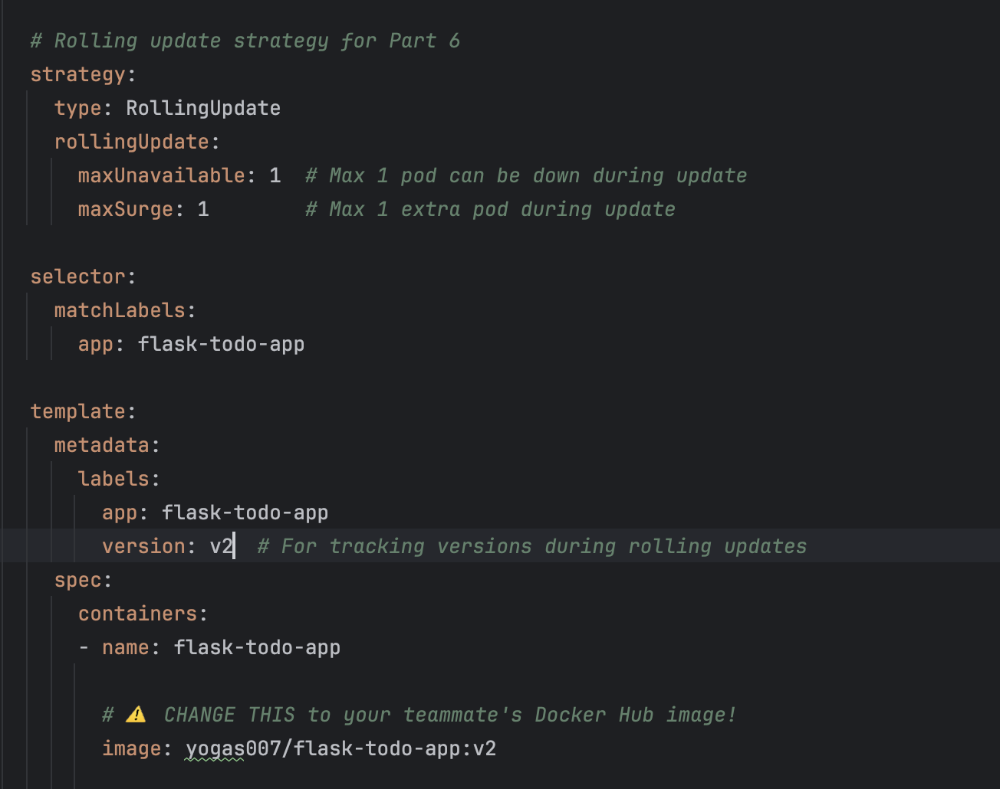 # Rolling update strategy for Part 6
strategy:
  type: RollingUpdate
  rollingUpdate:
    maxUnavailable: 1  # Max 1 pod can be down during update
    maxSurge: 1        # Max 1 extra pod during update

selector:
  matchLabels:
    app: flask-todo-app

template:
  metadata:
    labels:
      app: flask-todo-app
      version: v2  # For tracking versions during rolling updates
  spec:
    containers:
    - name: flask-todo-app

      # ⚠️ CHANGE THIS to your teammate's Docker Hub image!
      image: yogas007/flask-todo-app:v2